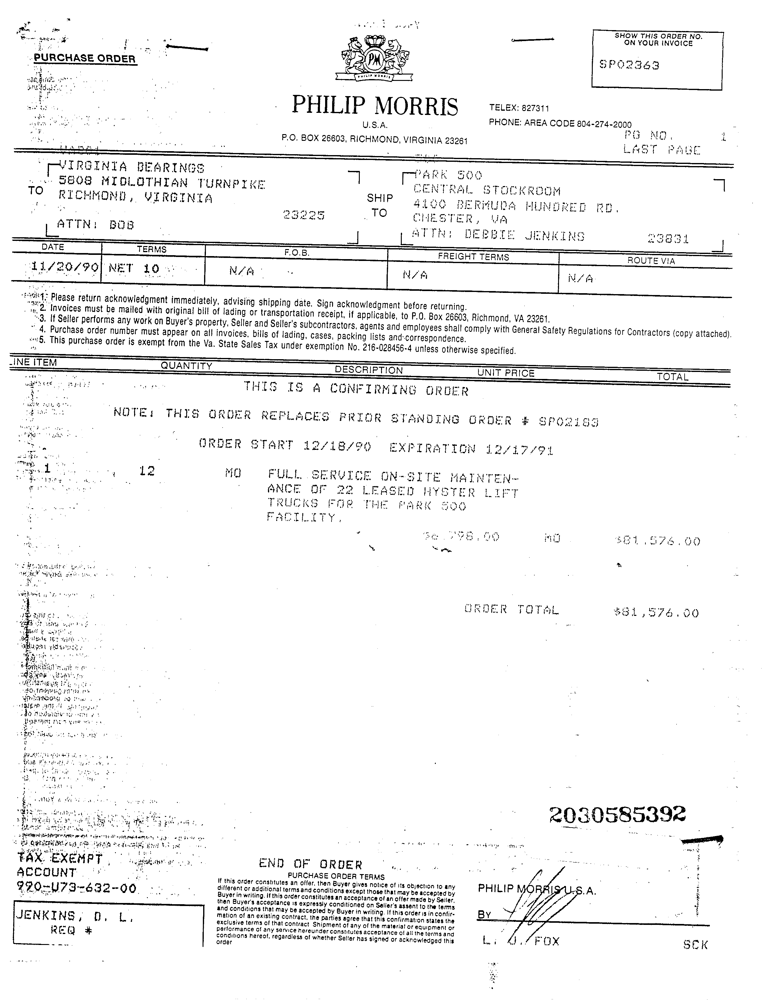 PURCHASE ORDER
SHOW THIS ORDER NO.
ON YOUR INVOICE
SP02363
PM
PHILIP MORRIS
PHILIP MORRIS
U.S.A.
P.O. BOX 26603, RICHMOND, VIRGINIA 23261
TELEX: 827311
PHONE: AREA CODE 804-274-2000
PG NO. 1
LAST PAGE
TO
VIRGINIA BEARINGS
5808 MIDLOTHIAN TURNPIKE
RICHMOND, VIRGINIA
23225
ATTN: BOB
SHIP
TO
PARK 500
CENTRAL STOCKROOM
4100 BERMUDA HUNDRED RD.
CHESTER, VA
ATTN: DEBBIE JENKINS 23831
DATE TERMS F.O.B. FREIGHT TERMS ROUTE VIA
11/20/90 NET 10 N/A N/A N/A
1. Please return acknowledgment immediately, advising shipping date. Sign acknowledgment before returning.
2. Invoices must be mailed with original bill of lading or transportation receipt, if applicable, to P.O. Box 26603, Richmond, VA 23261.
3. If Seller performs any work on Buyer's property, Seller and Seller's subcontractors, agents and employees shall comply with General Safety Regulations for Contractors (copy attached).
4. Purchase order number must appear on all invoices, bills of lading, cases, packing lists and correspondence.
5. This purchase order is exempt from the Va. State Sales Tax under exemption No. 216-028456-4 unless otherwise specified.
INE ITEM QUANTITY DESCRIPTION UNIT PRICE TOTAL
THIS IS A CONFIRMING ORDER
NOTE: THIS ORDER REPLACES PRIOR STANDING ORDER # SP02183
ORDER START 12/18/90 EXPIRATION 12/17/91
1 12 MO FULL SERVICE ON-SITE MAINTEN-
ANCE OF 22 LEASED HYSTER LIFT
TRUCKS FOR THE PARK 500
FACILITY.
$6,798.00 MO $81,576.00
ORDER TOTAL $81,576.00
2030585392
TAX EXEMPT
ACCOUNT
990-U73-632-00
JENKINS, D. L.
REQ #
END OF ORDER
PURCHASE ORDER TERMS
If this order constitutes an offer, then Buyer gives notice of its objection to any
different or additional terms and conditions except those that may be accepted by
Buyer in writing. If this order constitutes an acceptance of an offer made by Seller,
then Buyer's acceptance is expressly conditioned on Seller's assent to the terms
and conditions that may be accepted by Buyer in writing. If this order is in confir-
mation of an existing contract, the parties agree that this confirmation states the
exclusive terms of that contract. Shipment of any of the material or equipment or
performance of any service hereunder constitutes acceptance of all the terms and
conditions hereof, regardless of whether Seller has signed or acknowledged this
order
PHILIP MORRIS U.S.A.
BY
L. J. FOX SCK